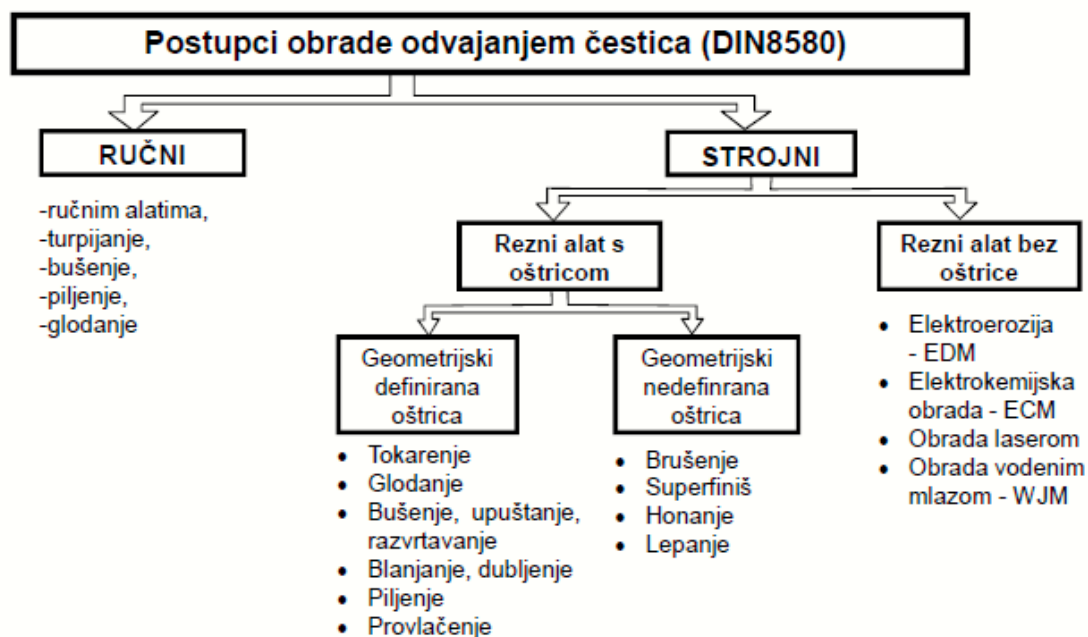 Postupci obrade odvajanjem čestica (DIN8580)
RUČNI
-ručnim alatima,
-turpijanje,
-bušenje,
-piljenje,
-glodanje
STROJNI
Rezni alat s
oštricom
Geometrijski
definirana
oštrica
• Tokarenje
• Glodanje
• Bušenje, upuštanje,
razvrtavanje
• Blanjanje, dubljenje
• Piljenje
• Provlačenje
Geometrijski
nedefinrana
oštrica
• Brušenje
• Superfiniš
• Honanje
• Lepanje
Rezni alat bez
oštrice
• Elektroerozija
- EDM
• Elektrokemijska
obrada - ECM
• Obrada laserom
• Obrada vodenim
mlazom - WJM